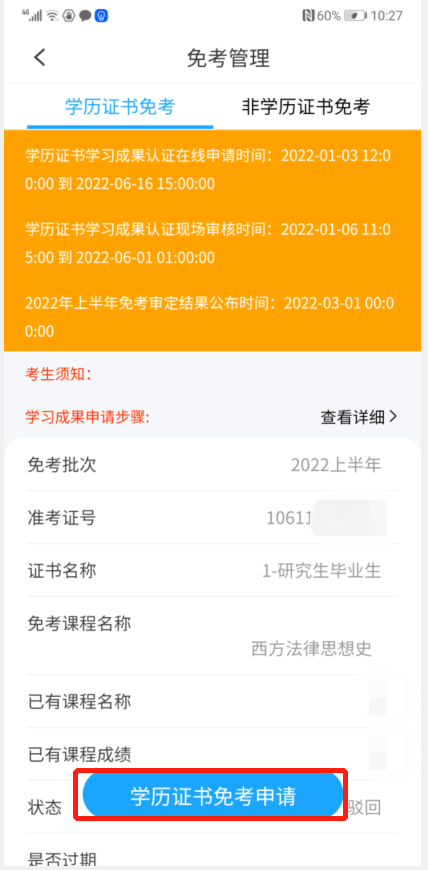 4G 60% 10:27
免考管理
学历证书免考 非学历证书免考
学历证书学习成果认证在线申请时间：2022-01-03 12:0
0:00 到 2022-06-16 15:00:00
学历证书学习成果认证现场审核时间：2022-01-06 11:0
5:00 到 2022-06-01 01:00:00
2022年上半年免考审定结果公布时间：2022-03-01 00:0
0:00
考生须知：
学习成果申请步骤: 查看详细
免考批次 2022上半年
准考证号 10611
证书名称 1-研究生毕业生
免考课程名称
西方法律思想史
已有课程名称
已有课程成绩
学历证书免考申请
状态 驳回
是否过期